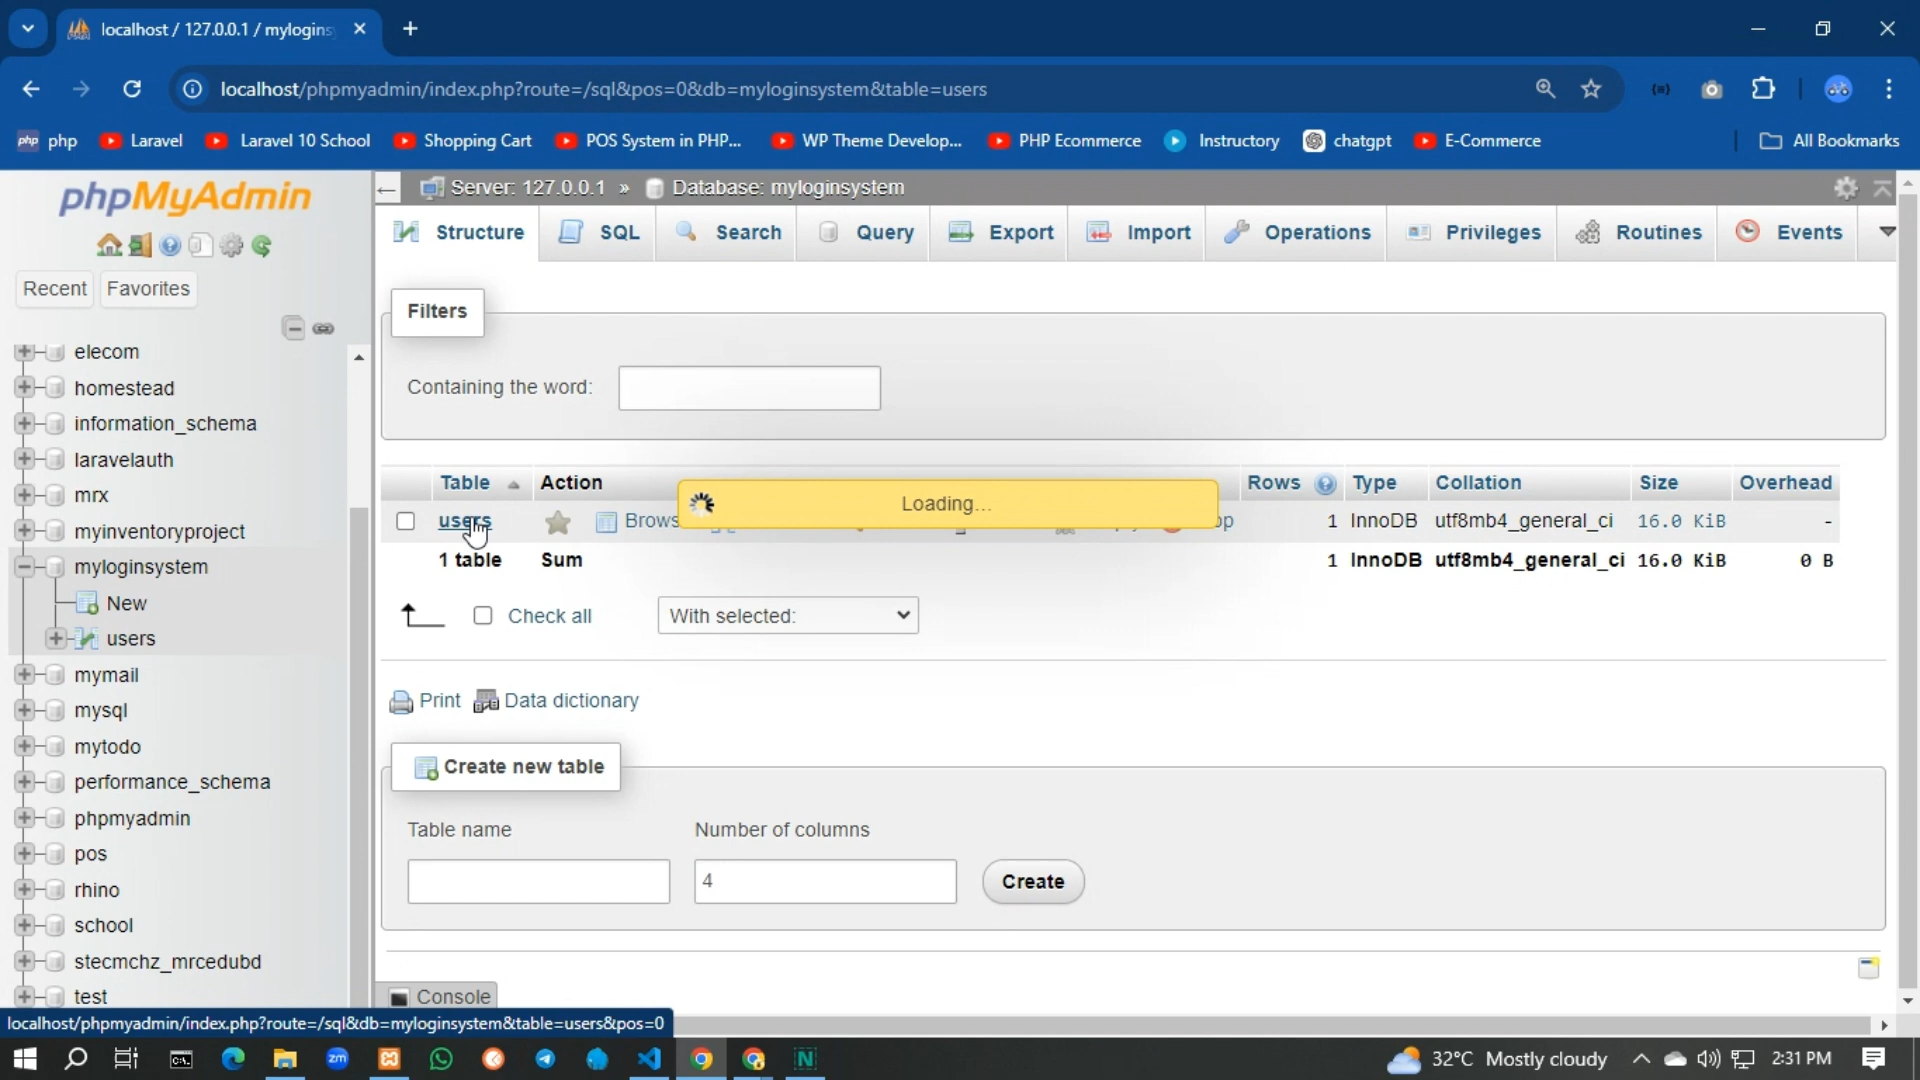 localhost / 127.0.0.1 / mylogins
localhost/phpmyadmin/index.php?route=/sql&pos=0&db=myloginsystem&table=users
php Laravel Laravel 10 School Shopping Cart POS System in PHP... WP Theme Develop... PHP Ecommerce Instructory chatgpt E-Commerce All Bookmarks
phpMyAdmin
Recent Favorites
elecom
homestead
information_schema
laravelauth
mrx
myinventoryproject
myloginsystem
New
users
mymail
mysql
mytodo
performance_schema
phpmyadmin
pos
rhino
school
stecmchz_mrcedubd
test
Server: 127.0.0.1 » Database: myloginsystem
Structure SQL Search Query Export Import Operations Privileges Routines Events
Filters
Containing the word:
Table Action Rows Type Collation Size Overhead
Loading...
users 1 InnoDB utf8mb4_general_ci 16.0 KiB -
1 table Sum 1 InnoDB utf8mb4_general_ci 16.0 KiB 0 B
Check all With selected:
Print Data dictionary
Create new table
Table name Number of columns
4 Create
Console
localhost/phpmyadmin/index.php?route=/sql&db=myloginsystem&table=users&pos=0
zm N 32°C Mostly cloudy 2:31 PM